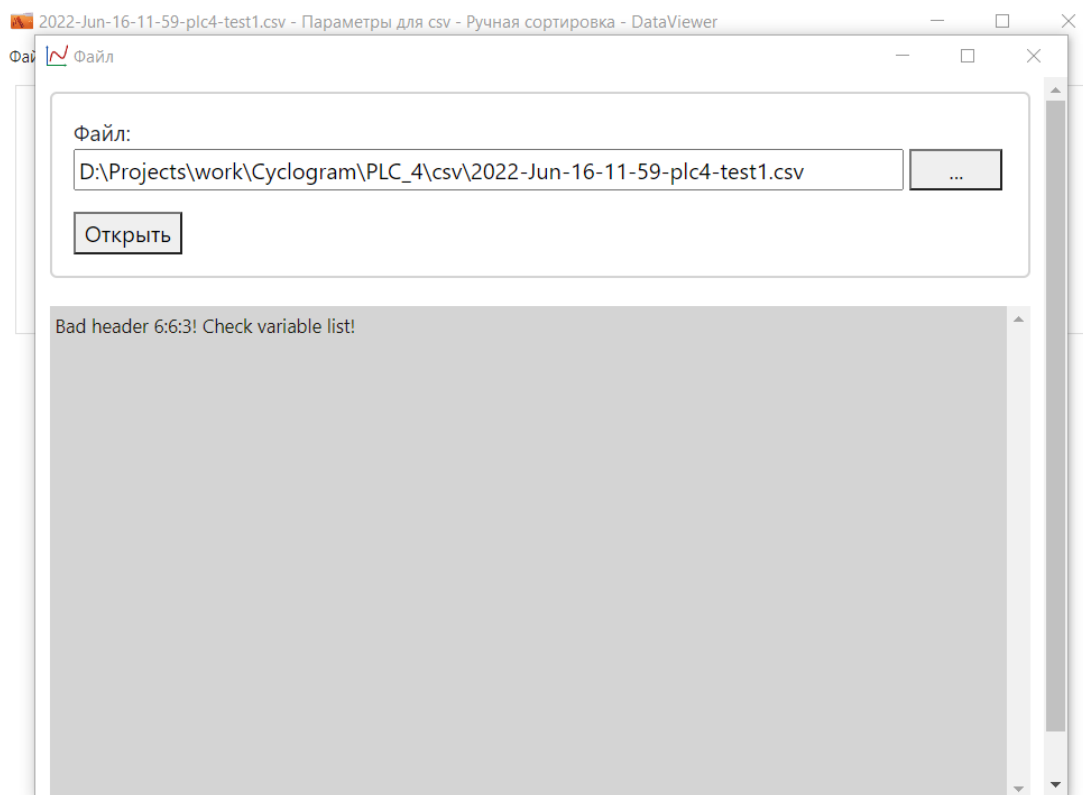 2022-Jun-16-11-59-plc4-test1.csv - Параметры для csv - Ручная сортировка - DataViewer
Фай
Файл
Файл:
D:\Projects\work\Cyclogram\PLC_4\csv\2022-Jun-16-11-59-plc4-test1.csv
...
Открыть
Bad header 6:6:3! Check variable list!